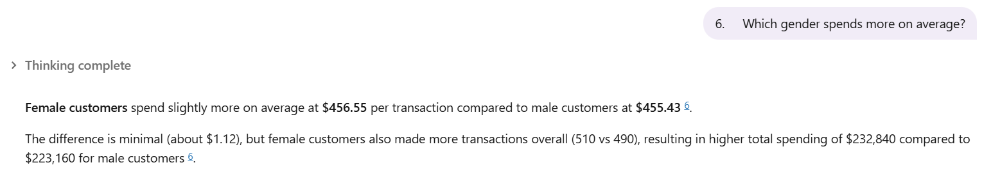 6. Which gender spends more on average?
Thinking complete
Female customers spend slightly more on average at $456.55 per transaction compared to male customers at $455.43 6.
The difference is minimal (about $1.12), but female customers also made more transactions overall (510 vs 490), resulting in higher total spending of $232,840 compared to
$223,160 for male customers 6.